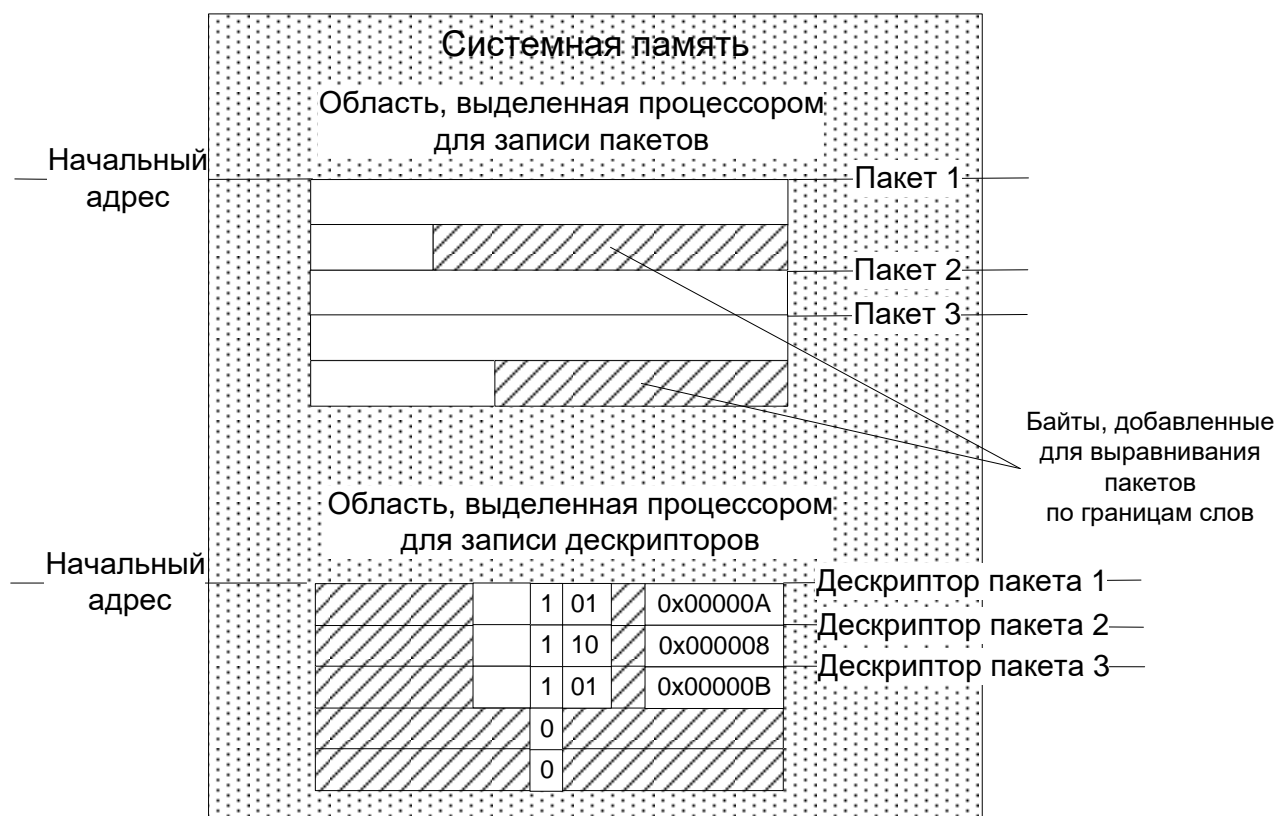 Системная память
Область, выделенная процессором
для записи пакетов
Начальный
адрес
Пакет 1
Пакет 2
Пакет 3
Байты, добавленные
для выравнивания
пакетов
по границам слов
Область, выделенная процессором
для записи дескрипторов
Начальный
адрес
1 01 0x00000A
Дескриптор пакета 1
1 10 0x000008
Дескриптор пакета 2
1 01 0x00000B
Дескриптор пакета 3
0
0